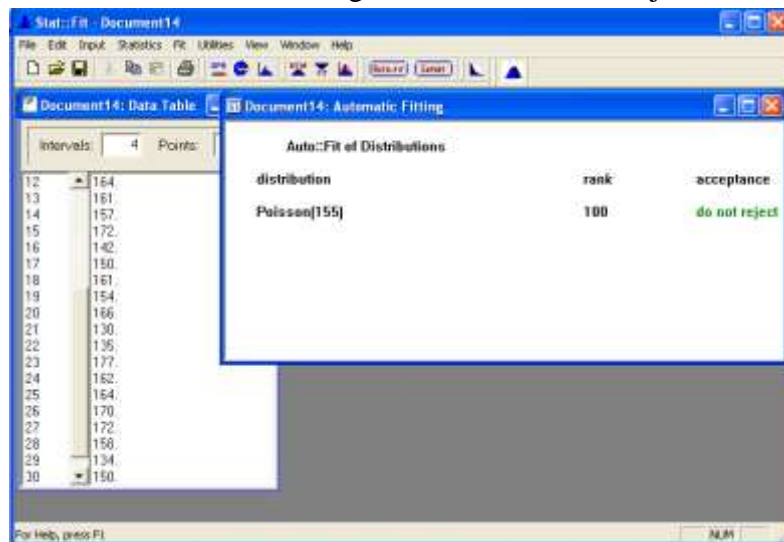 Stat::Fit - Document14
File Edit Input Statistics Fit Utilities View Window Help
Document14: Data Table
Intervals: 4 Points:
12 164.
13 161.
14 157.
15 172.
16 142.
17 150.
18 161.
19 154.
20 166.
21 130.
22 135.
23 177.
24 162.
25 164.
26 170.
27 172.
28 158.
29 134.
30 150.
Document14: Automatic Fitting
Auto::Fit of Distributions
distribution rank acceptance
Poisson(155) 100 do not reject
For Help, press F1
NUM